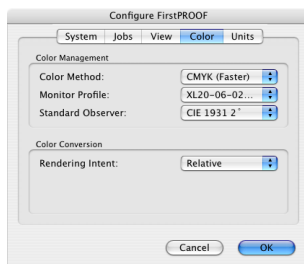 Configure FirstPROOF
System Jobs View Color Units
Color Management
Color Method: CMYK (Faster)
Monitor Profile: XL20-06-02...
Standard Observer: CIE 1931 2°
Color Conversion
Rendering Intent: Relative
Cancel OK